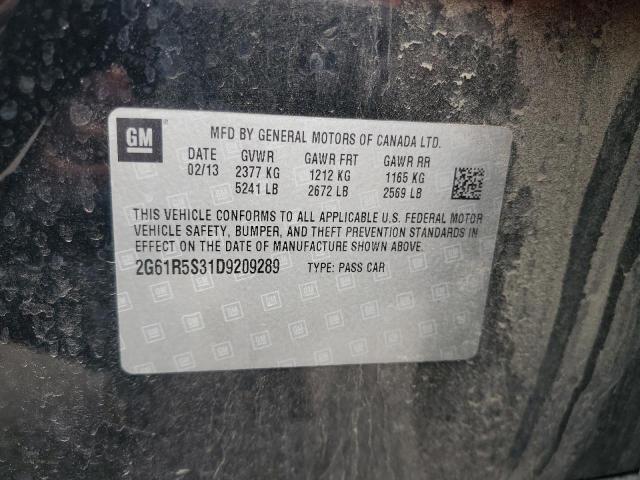 GM
MFD BY GENERAL MOTORS OF CANADA LTD.
DATE GVWR GAWR FRT GAWR RR
02/13 2377 KG 1212 KG 1165 KG
5241 LB 2672 LB 2569 LB
THIS VEHICLE CONFORMS TO ALL APPLICABLE U.S. FEDERAL MOTOR
VEHICLE SAFETY, BUMPER, AND THEFT PREVENTION STANDARDS
IN EFFECT ON THE DATE OF MANUFACTURE SHOWN ABOVE.
2G61R5S31D9209289 TYPE: PASS CAR